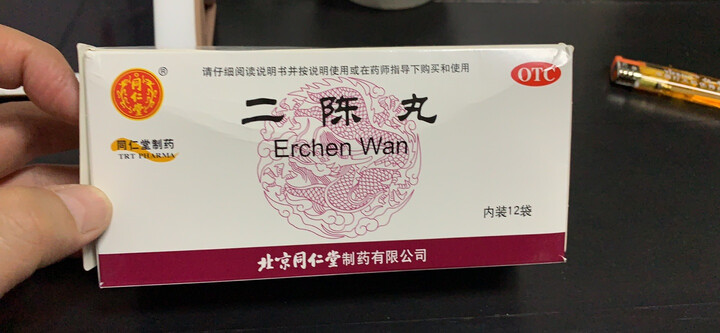 请仔细阅读说明书并按说明使用或在药师指导下购买和使用
OTC
同仁堂
®
二陈丸
同仁堂制药
TRT PHARMA
Erchen Wan
内装12袋
北京同仁堂制药有限公司